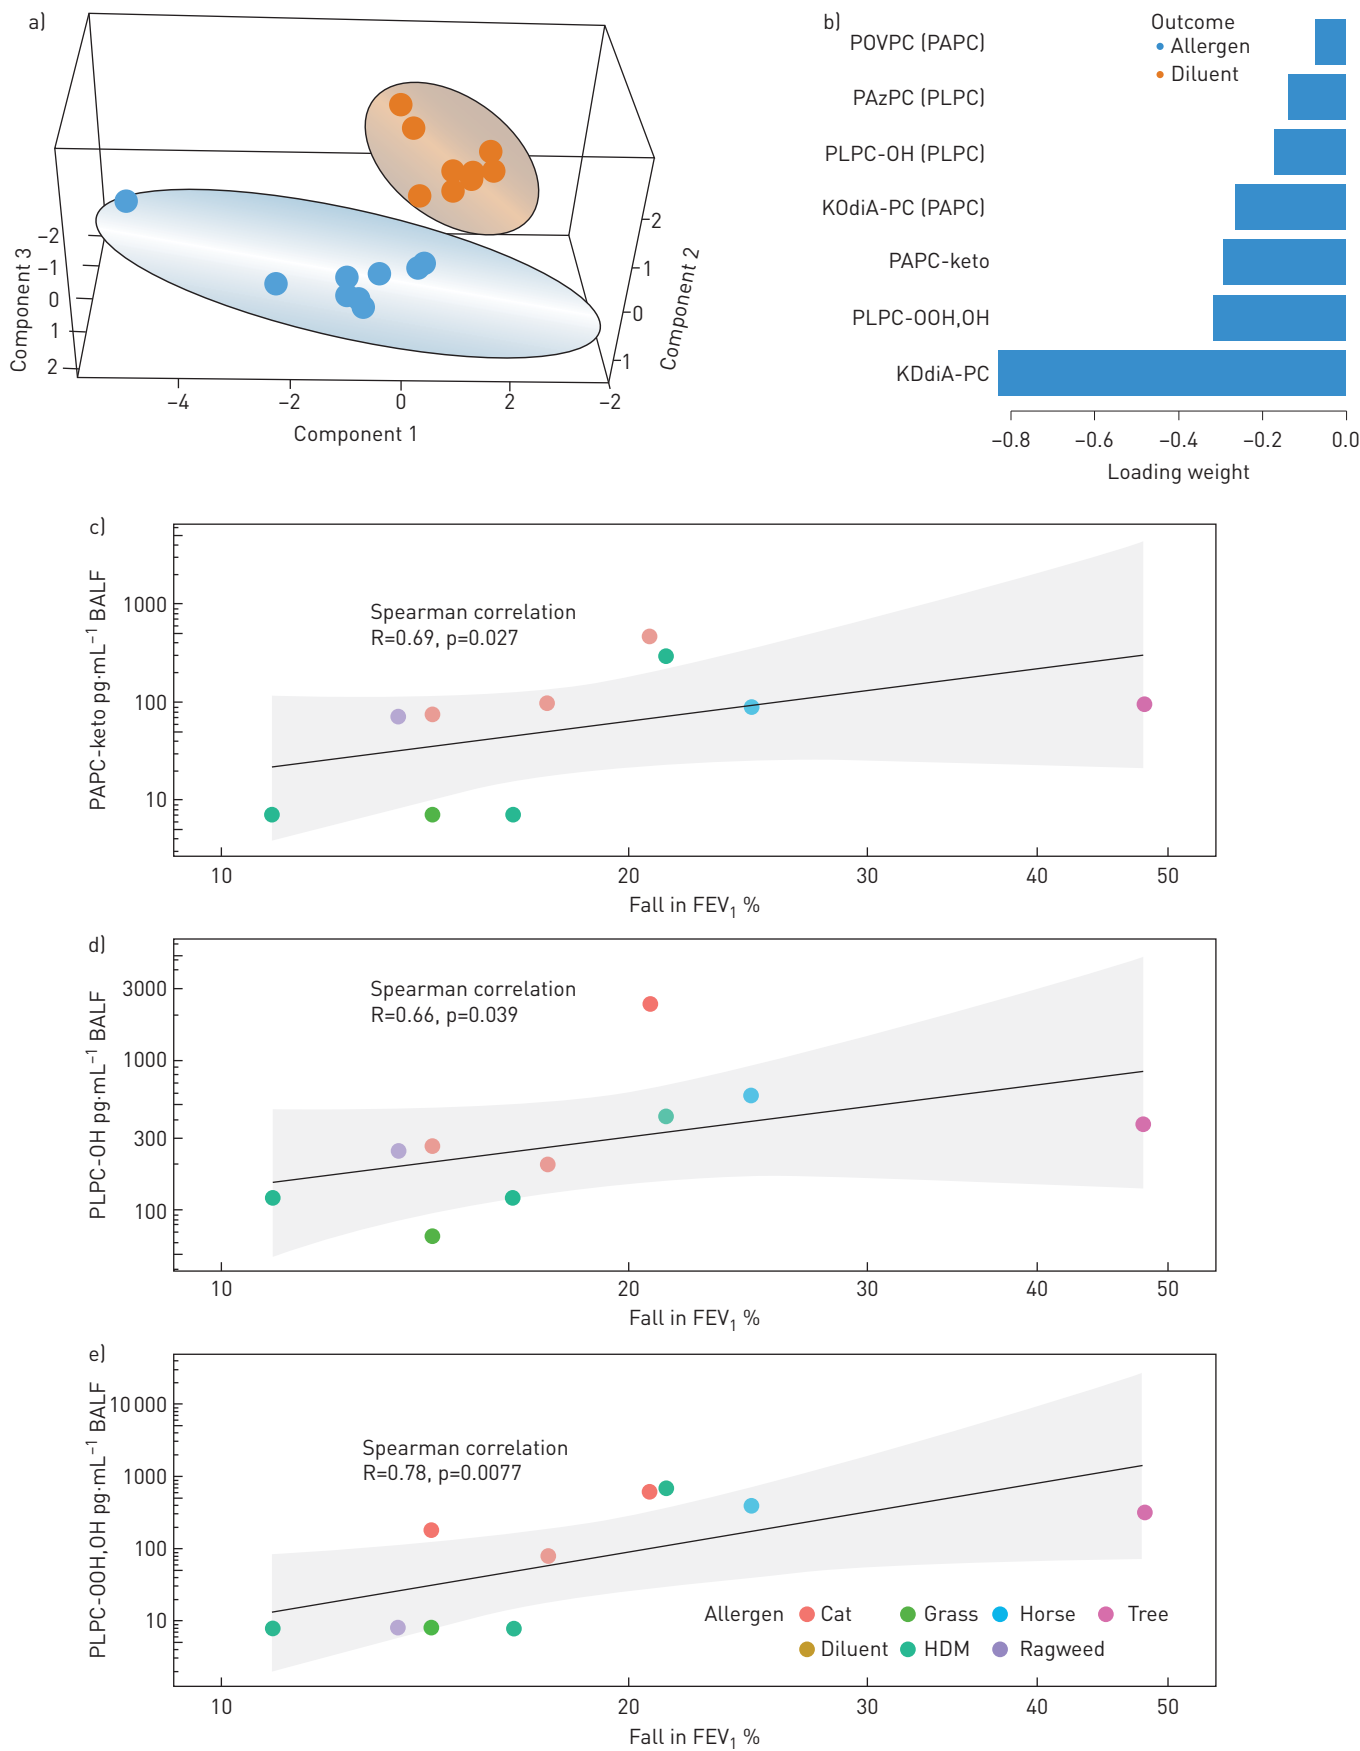 a)
−2
−1
0
1
2
Component 3
−4
−2
0
2
−2
Component 1
2
1
0
−1
Component 2
b)
Outcome
Allergen
Diluent
POVPC (PAPC)
PAzPC (PLPC)
PLPC-OH (PLPC)
KOdiA-PC (PAPC)
PAPC-keto
PLPC-OOH,OH
KDdiA-PC
−0.8 −0.6 −0.4 −0.2 0.0
Loading weight
c)
PAPC-keto pg·mL⁻¹ BALF
1000
100
10
Spearman correlation
R=0.69, p=0.027
10 20 30 40 50
Fall in FEV₁ %
d)
PLPC-OH pg·mL⁻¹ BALF
3000
1000
300
100
Spearman correlation
R=0.66, p=0.039
10 20 30 40 50
Fall in FEV₁ %
e)
PLPC-OOH,OH pg·mL⁻¹ BALF
10 000
1000
100
10
Spearman correlation
R=0.78, p=0.0077
Allergen Cat Grass Horse Tree
Diluent HDM Ragweed
10 20 30 40 50
Fall in FEV₁ %